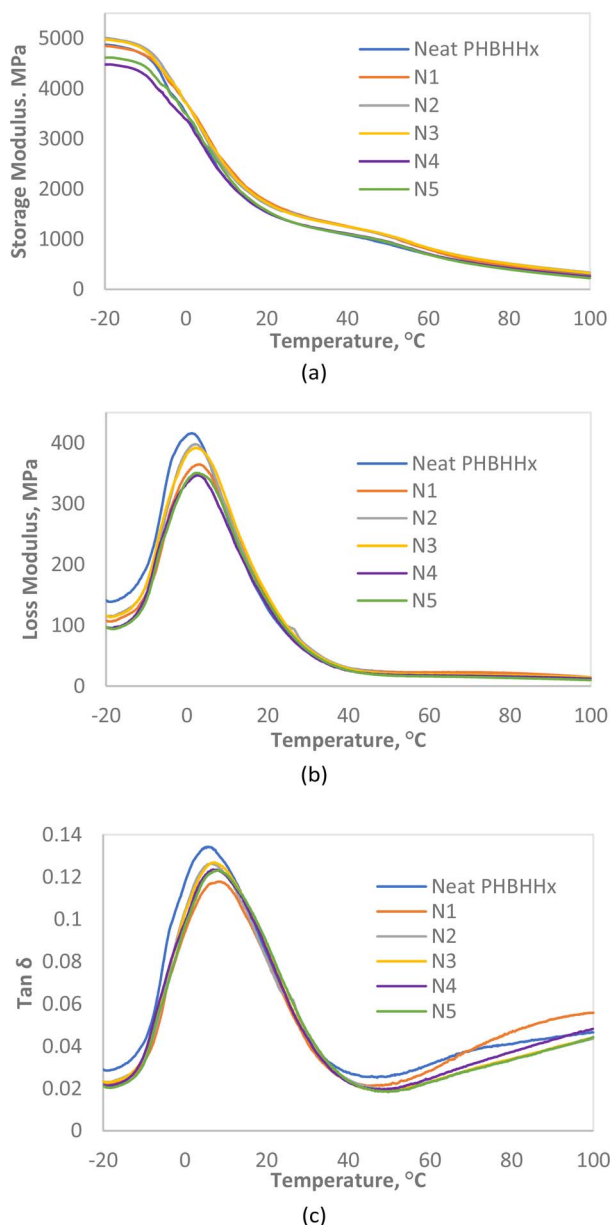 5000
4000
3000
2000
1000
0
Storage Modulus. MPa
Neat PHBHHx
N1
N2
N3
N4
N5
-20 0 20 40 60 80 100
Temperature, °C
(a)
400
300
200
100
0
Loss Modulus, MPa
Neat PHBHHx
N1
N2
N3
N4
N5
-20 0 20 40 60 80 100
Temperature, °C
(b)
0.14
0.12
0.1
0.08
0.06
0.04
0.02
0
Tan δ
Neat PHBHHx
N1
N2
N3
N4
N5
-20 0 20 40 60 80 100
Temperature, °C
(c)